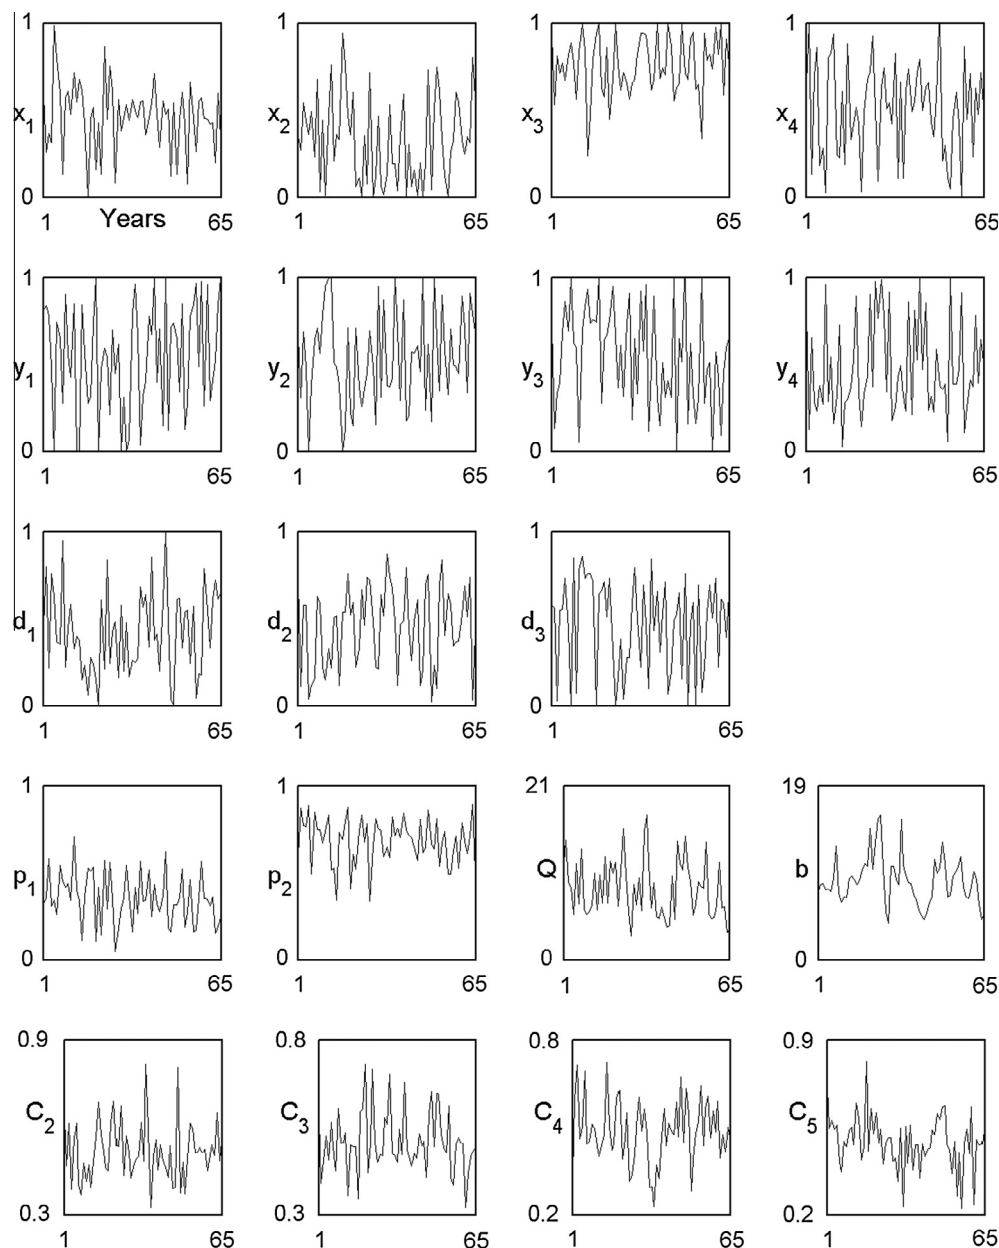 1 1 1 1
x1 x2 x3 x4
0 0 0 0
1 Years 65 1 65 1 65 1 65
1 1 1 1
y1 y2 y3 y4
0 0 0 0
1 65 1 65 1 65 1 65
1 1 1
d1 d2 d3
0 0 0
1 65 1 65 1 65
1 1 21 19
p1 p2 Q b
0 0 0 0
1 65 1 65 1 65 1 65
0.9 0.8 0.8 0.9
C2 C3 C4 C5
0.3 0.3 0.2 0.2
1 65 1 65 1 65 1 65